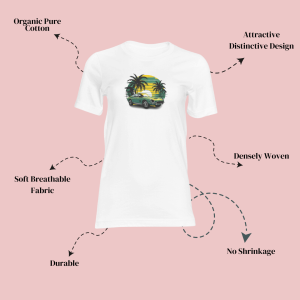 Organic Pure
Cotton
Attractive
Distinctive Design
Densely Woven
Soft Breathable
Fabric
No Shrinkage
Durable